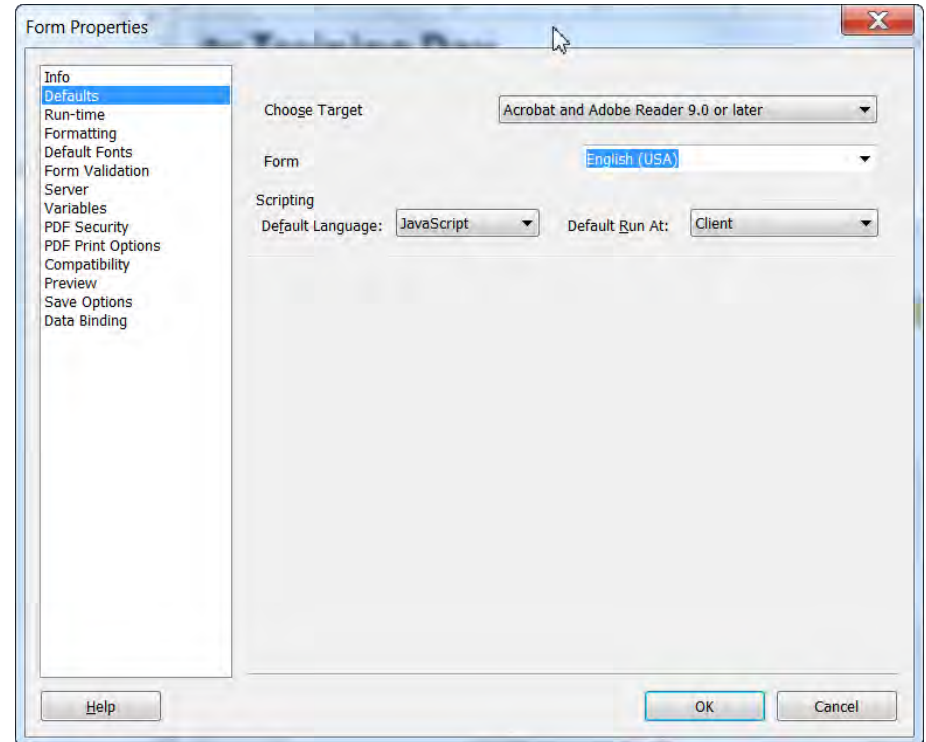 Form Properties
Info
Defaults
Run-time
Formatting
Default Fonts
Form Validation
Server
Variables
PDF Security
PDF Print Options
Compatibility
Preview
Save Options
Data Binding
Choose Target
Acrobat and Adobe Reader 9.0 or later
Form
English (USA)
Scripting
Default Language:
JavaScript
Default Run At:
Client
Help
OK
Cancel